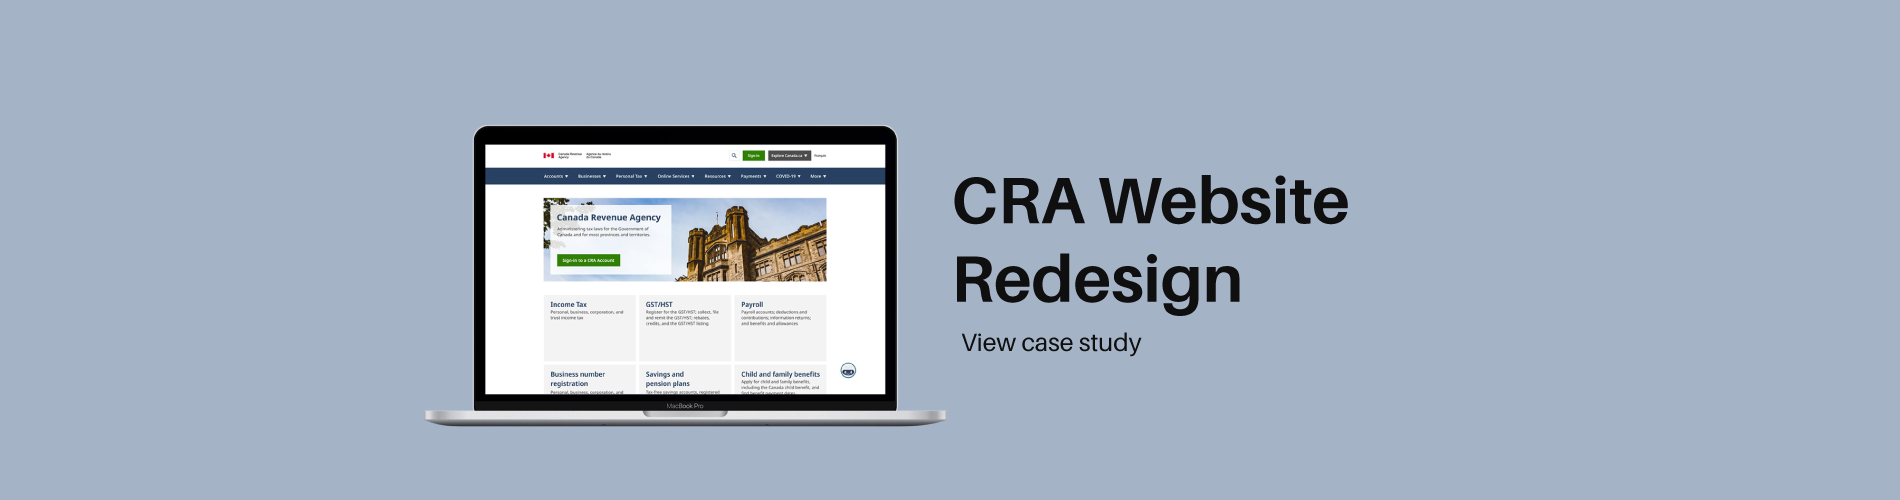 Canada Revenue Agency
Agence du revenu du Canada
Sign in
Explore Canada.ca
Français
Accounts
Businesses
Personal Tax
Online Services
Resources
Payments
COVID-19
More
Canada Revenue Agency
Administering tax laws for the Government of
Canada and for most provinces and territories.
Sign-in to a CRA Account
Income Tax
Personal, business, corporation, and
trust income tax
GST/HST
Register for the GST/HST; collect, file
and remit the GST/HST; rebates,
credits, and the GST/HST listing.
Payroll
Payroll accounts; deductions and
contributions; information returns;
and benefits and allowances
Business number
registration
Personal, business, corporation, and
Savings and
pension plans
Tax-free savings accounts, registered
Child and family benefits
Apply for child and family benefits,
including the Canada child benefit, and
find benefit payment dates
MacBook Pro
CRA Website
Redesign
View case study